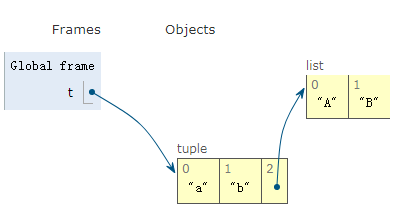 Frames Objects
Global frame
t
list
0 1
"A" "B"
tuple
0 1 2
"a" "b"